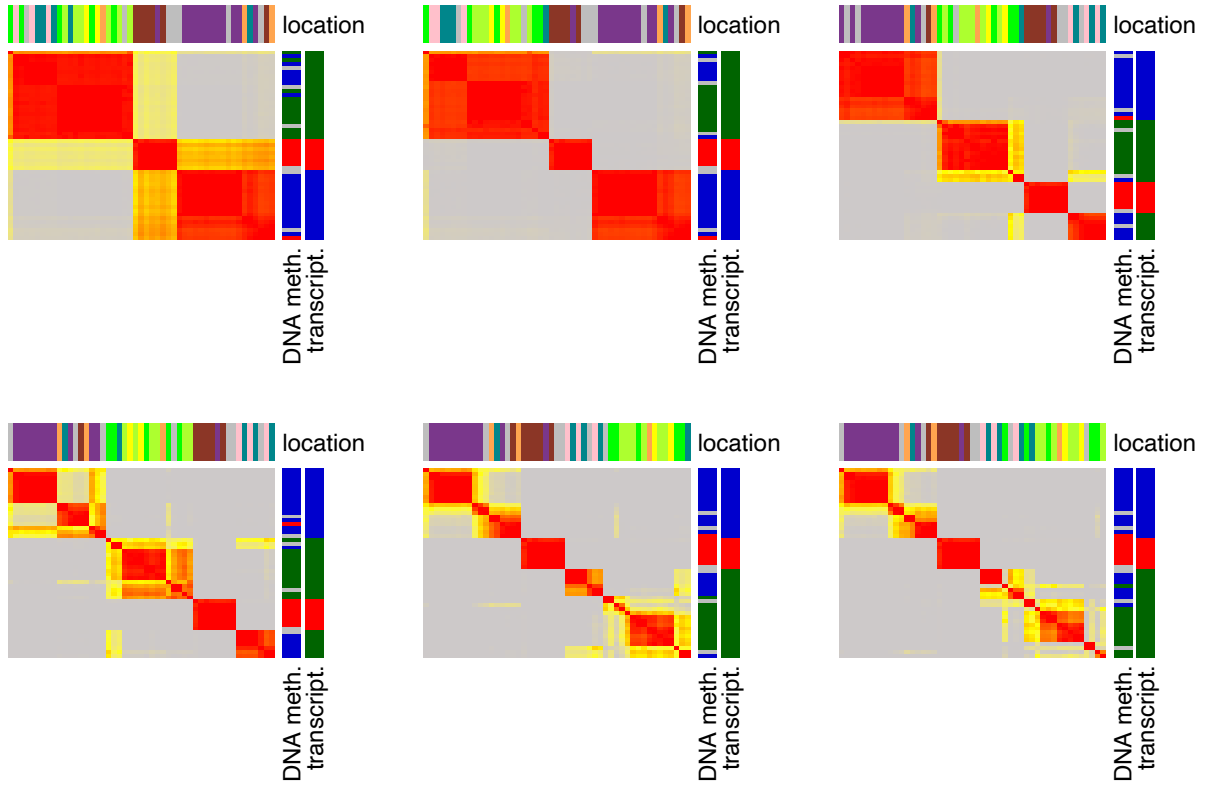 location
location
location
DNA meth.
transcript.
DNA meth.
transcript.
DNA meth.
transcript.
location
location
location
DNA meth.
transcript.
DNA meth.
transcript.
DNA meth.
transcript.